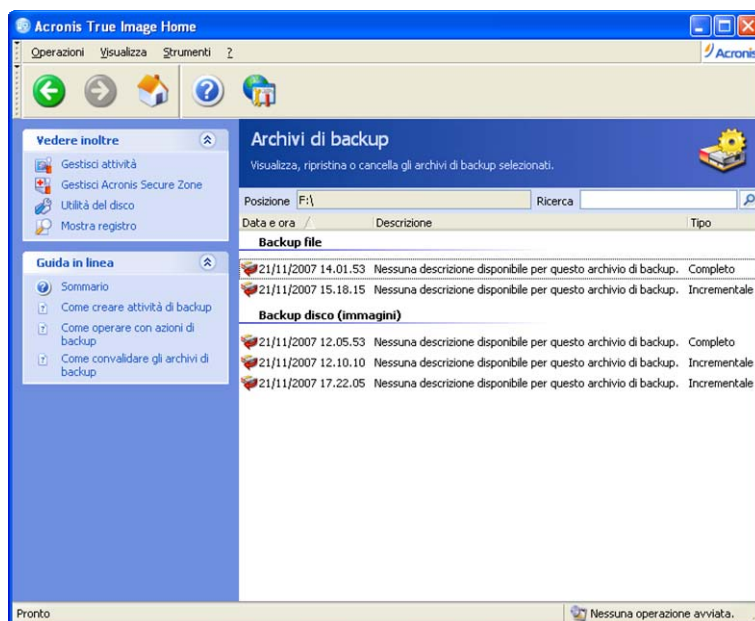 Acronis True Image Home
Operazioni Visualizza Strumenti ?
Acronis
Vedere inoltre
Gestisci attività
Gestisci Acronis Secure Zone
Utilità del disco
Mostra registro
Guida in linea
Sommario
Come creare attività di backup
Come operare con azioni di
backup
Come convalidare gli archivi di
backup
Archivi di backup
Visualizza, ripristina o cancella gli archivi di backup selezionati.
Posizione F:\ Ricerca
Data e ora Descrizione Tipo
Backup file
21/11/2007 14.01.53 Nessuna descrizione disponibile per questo archivio di backup. Completo
21/11/2007 15.18.15 Nessuna descrizione disponibile per questo archivio di backup. Incrementale
Backup disco (immagini)
21/11/2007 12.05.53 Nessuna descrizione disponibile per questo archivio di backup. Completo
21/11/2007 12.10.10 Nessuna descrizione disponibile per questo archivio di backup. Incrementale
21/11/2007 17.22.05 Nessuna descrizione disponibile per questo archivio di backup. Incrementale
Pronto Nessuna operazione avviata.